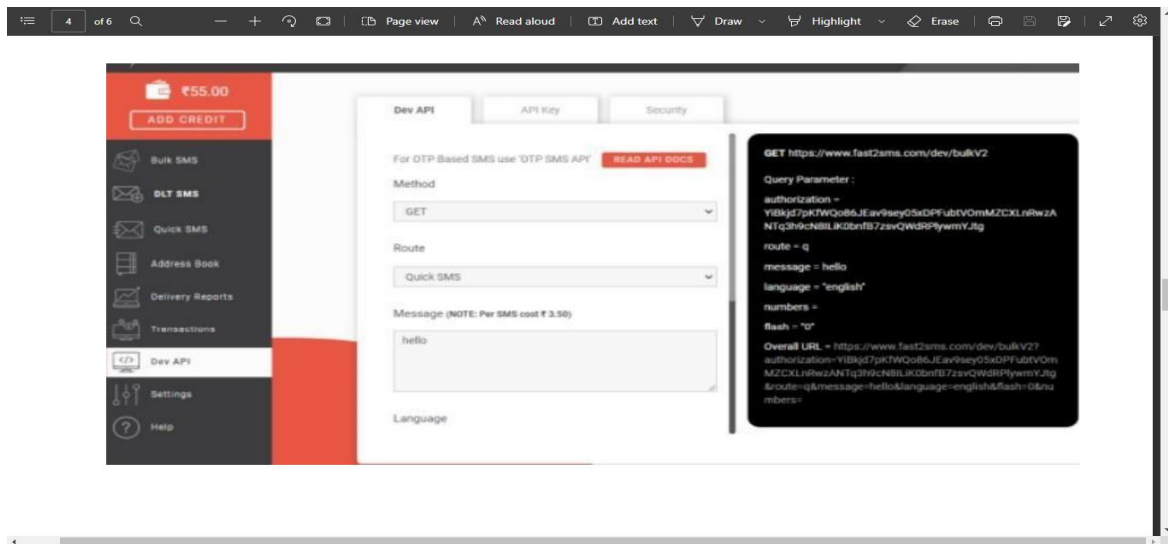 4 of 6 Page view Read aloud Add text Draw Highlight Erase
₹55.00
ADD CREDIT
Bulk SMS
DLT SMS
Quick SMS
Address Book
Delivery Reports
Transactions
Dev API
Settings
Help
Dev API API Key Security
For OTP Based SMS use 'OTP SMS API' READ API DOCS
Method
GET
Route
Quick SMS
Message (NOTE: Per SMS cost ₹ 3.50)
hello
Language
GET https://www.fast2sms.com/dev/bulkV2
Query Parameter :
authorization =
route = q
message = hello
language = "english"
numbers =
flash = "0"
Overall URL = https://www.fast2sms.com/dev/bulkV2?
authorization=
&route=q&message=hello&language=english&flash=0&nu
mbers=